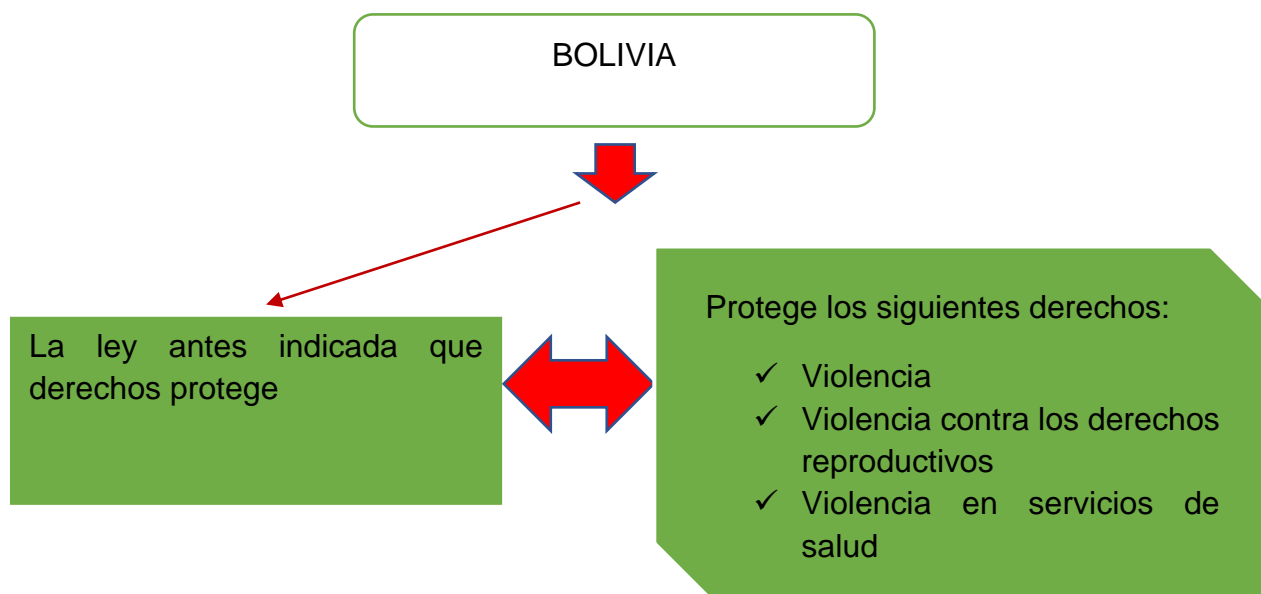 BOLIVIA
La ley antes indicada que
derechos protege
Protege los siguientes derechos:
✓ Violencia
✓ Violencia contra los derechos
reproductivos
✓ Violencia en servicios de
salud